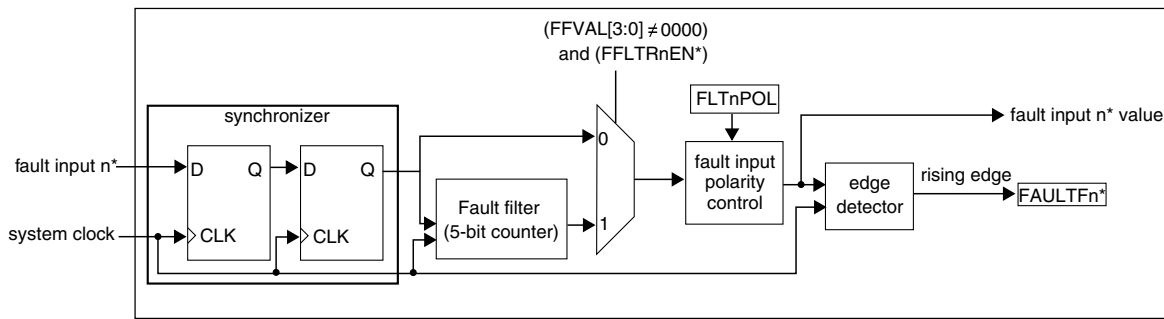 (FFVAL[3:0] ≠ 0000)
and (FFLTRnEN*)
synchronizer
FLTnPOL
fault input n*
D Q
D Q
CLK
CLK
system clock
Fault filter
(5-bit counter)
0
1
fault input
polarity
control
fault input n* value
edge
detector
rising edge
FAULTFn*